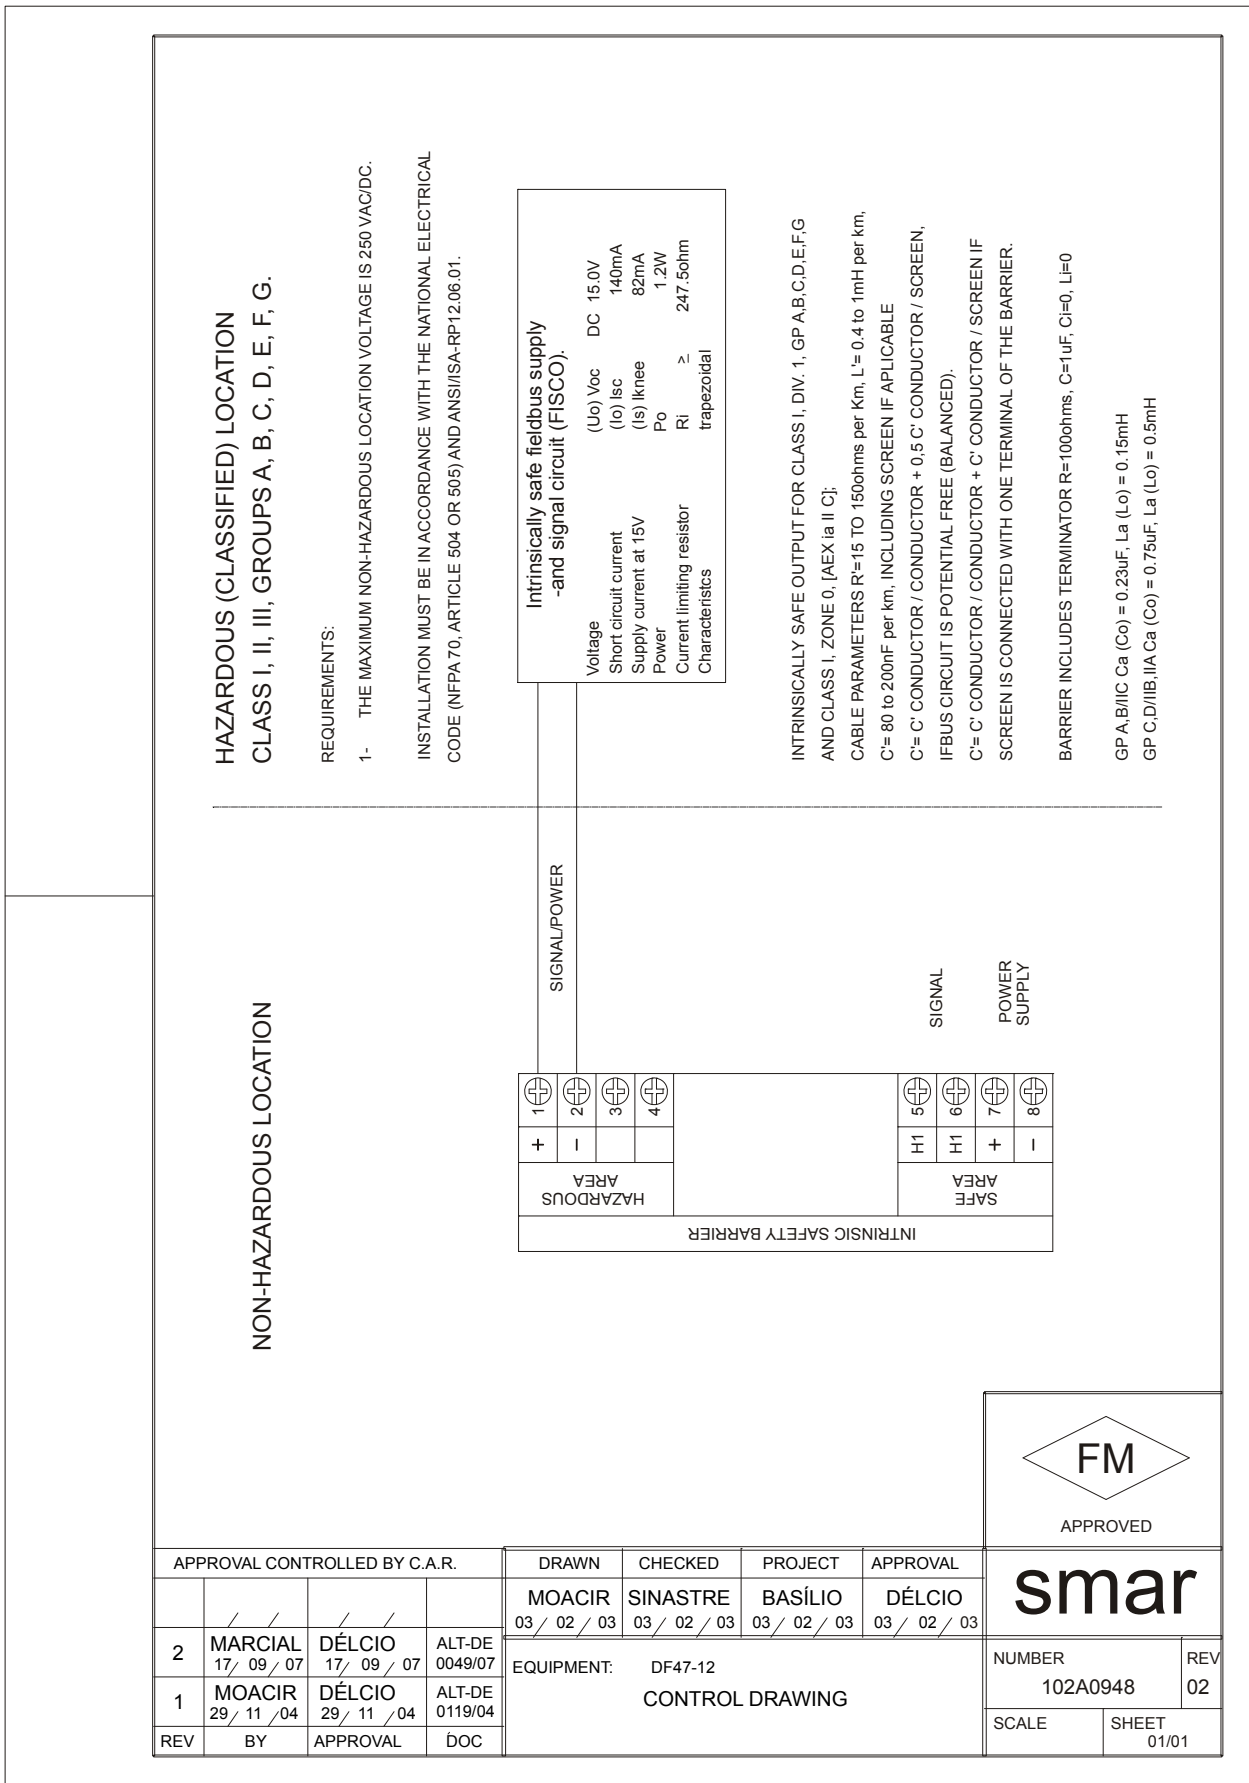 HAZARDOUS (CLASSIFIED) LOCATION
CLASS I, II, III, GROUPS A, B, C, D, E, F, G.
REQUIREMENTS:
1- THE MAXIMUM NON-HAZARDOUS LOCATION VOLTAGE IS 250 VAC/DC.
INSTALLATION MUST BE IN ACCORDANCE WITH THE NATIONAL ELECTRICAL
CODE (NFPA 70, ARTICLE 504 OR 505) AND ANSI/ISA-RP12.06.01.
Intrinsically safe fieldbus supply
-and signal circuit (FISCO).
Voltage (Uo) Voc DC 15.0V
Short circuit current (Io) Isc 140mA
Supply current at 15V (Is) Iknee 82mA
Power Po 1.2W
Current limiting resistor Ri ≥ 247.5ohm
Characteristcs trapezoidal
INTRINSICALLY SAFE OUTPUT FOR CLASS I, DIV. 1, GP A,B,C,D,E,F,G
AND CLASS I, ZONE 0, [AEX ia II C];
CABLE PARAMETERS R'=15 TO 150ohms per Km, L'= 0.4 to 1mH per km,
C'= 80 to 200nF per km, INCLUDING SCREEN IF APLICABLE
C'= C' CONDUCTOR / CONDUCTOR + 0,5 C' CONDUCTOR / SCREEN,
IFBUS CIRCUIT IS POTENTIAL FREE (BALANCED).
C'= C' CONDUCTOR / CONDUCTOR + C' CONDUCTOR / SCREEN IF
SCREEN IS CONNECTED WITH ONE TERMINAL OF THE BARRIER.
BARRIER INCLUDES TERMINATOR R=100ohms, C=1uF, Ci=0, Li=0
GP A,B/IIC Ca (Co) = 0.23uF, La (Lo) = 0.15mH
GP C,D/IIB,IIA Ca (Co) = 0.75uF, La (Lo) = 0.5mH
NON-HAZARDOUS LOCATION
SIGNAL/POWER
SIGNAL
POWER
SUPPLY
+ 1
– 2
3
4
H1 5
H1 6
+ 7
– 8
HAZARDOUS
AREA
SAFE
AREA
INTRINSIC SAFETY BARRIER
FM
APPROVED
smar
APPROVAL CONTROLLED BY C.A.R.
/ / / /
2 MARCIAL 17/ 09 / 07 DÉLCIO 17/ 09 / 07 ALT-DE 0049/07
1 MOACIR 29/ 11 /04 DÉLCIO 29/ 11 /04 ALT-DE 0119/04
REV BY APPROVAL DOC
DRAWN CHECKED PROJECT APPROVAL
MOACIR SINASTRE BASÍLIO DÉLCIO
03 / 02 / 03 03 / 02 / 03 03 / 02 / 03 03 / 02 / 03
EQUIPMENT: DF47-12
CONTROL DRAWING
NUMBER REV
102A0948 02
SCALE SHEET
01/01